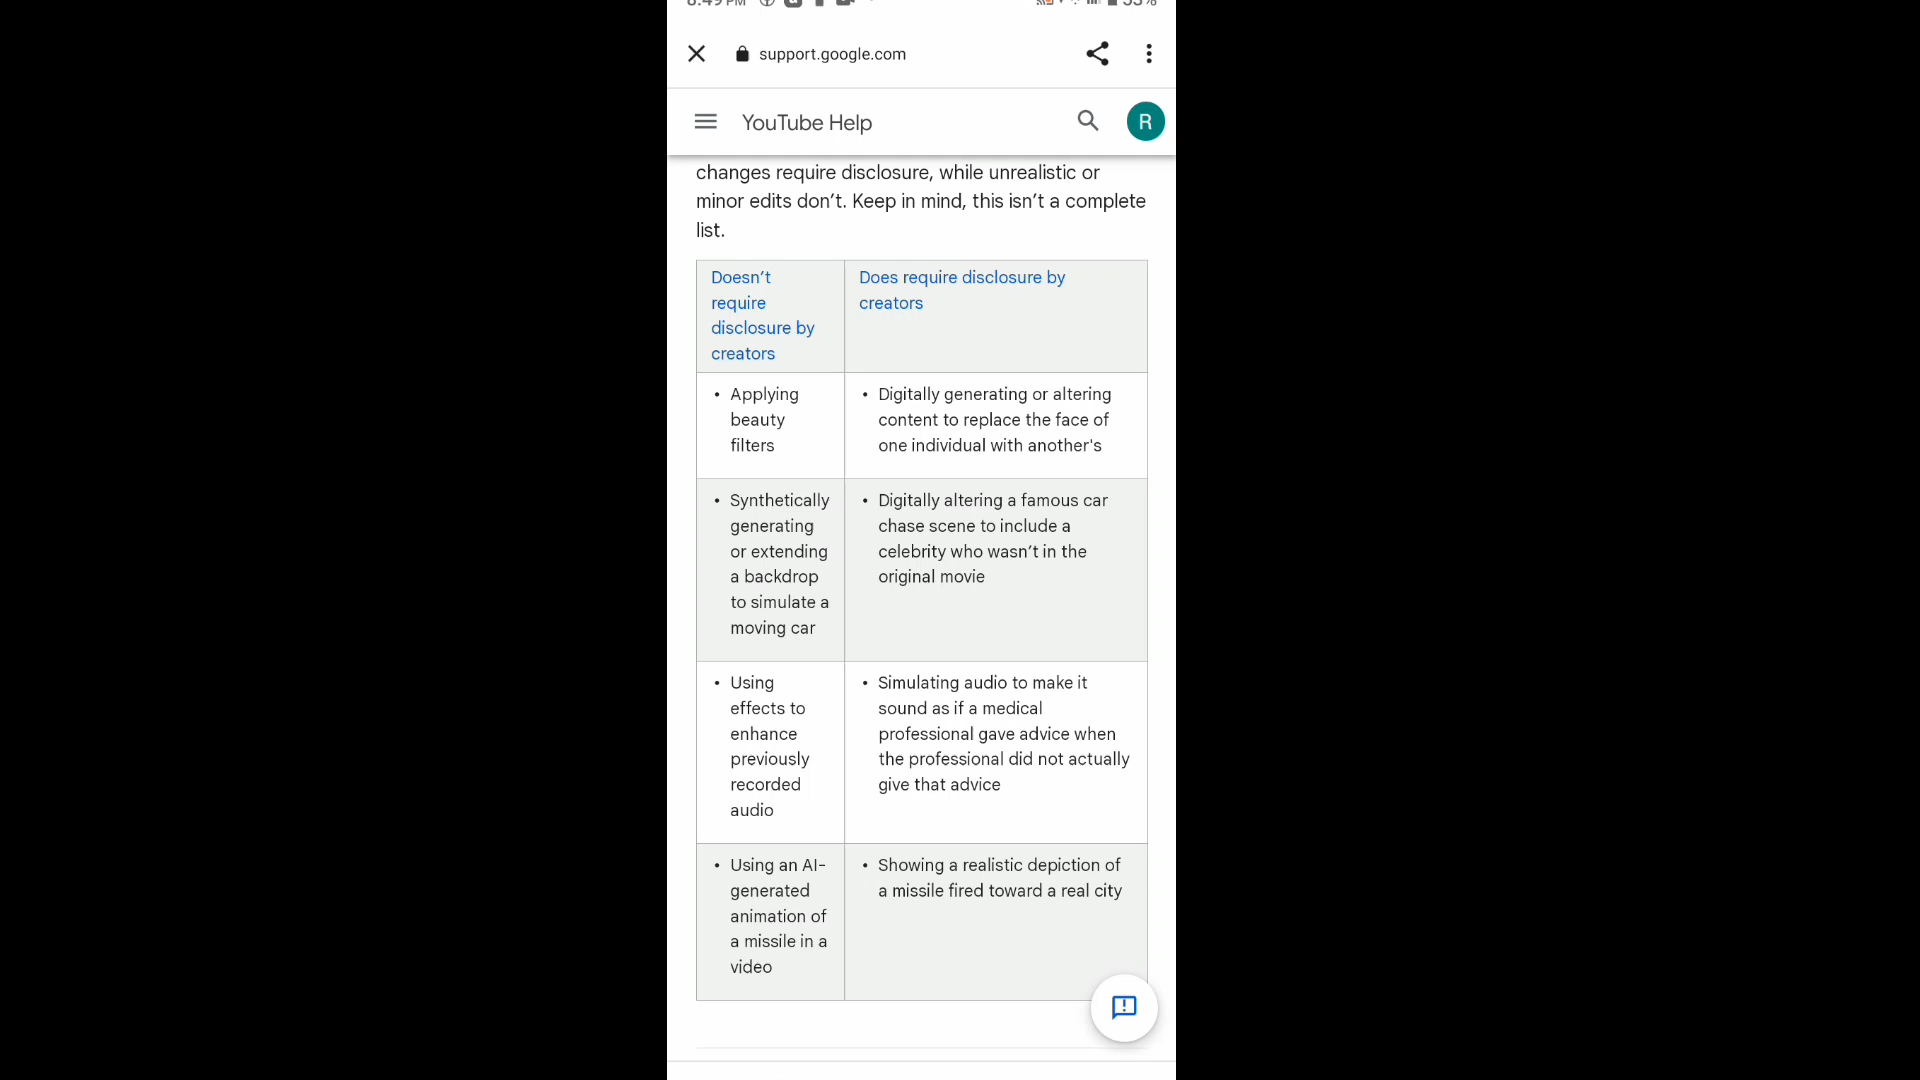 support.google.com
YouTube Help
R
changes require disclosure, while unrealistic or
minor edits don’t. Keep in mind, this isn’t a complete
list.
Doesn’t
require
disclosure by
creators
Does require disclosure by
creators
• Applying
beauty
filters
• Digitally generating or altering
content to replace the face of
one individual with another's
• Synthetically
generating
or extending
a backdrop
to simulate a
moving car
• Digitally altering a famous car
chase scene to include a
celebrity who wasn’t in the
original movie
• Using
effects to
enhance
previously
recorded
audio
• Simulating audio to make it
sound as if a medical
professional gave advice when
the professional did not actually
give that advice
• Using an AI-
generated
animation of
a missile in a
video
• Showing a realistic depiction of
a missile fired toward a real city